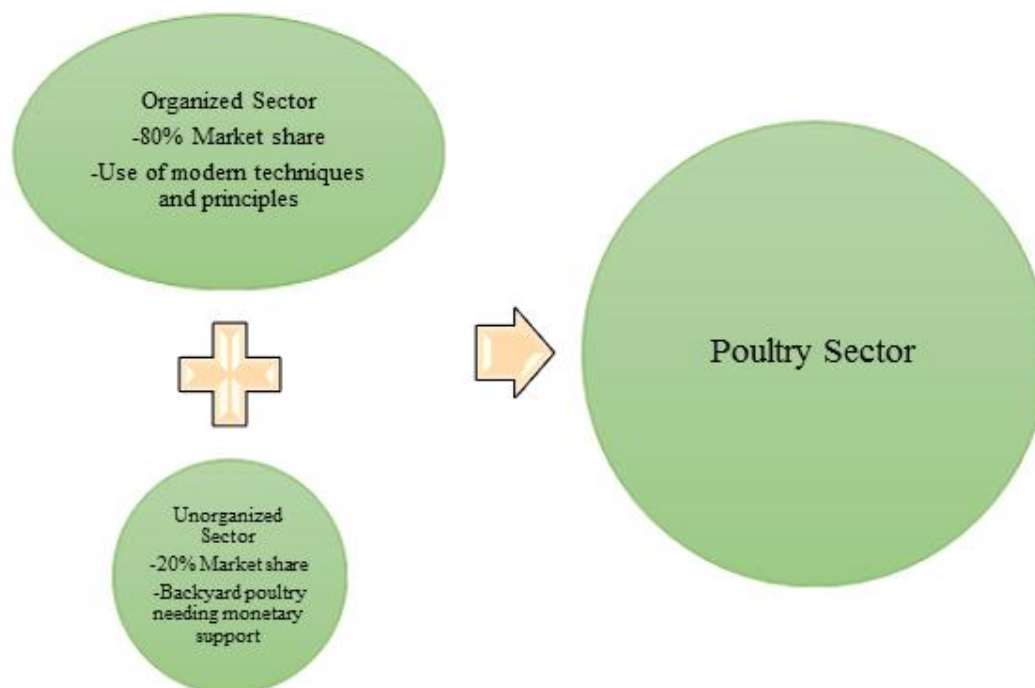 Organized Sector
-80% Market share
-Use of modern techniques
and principles
Unorganized
Sector
-20% Market share
-Backyard poultry
needing monetary
support
Poultry Sector